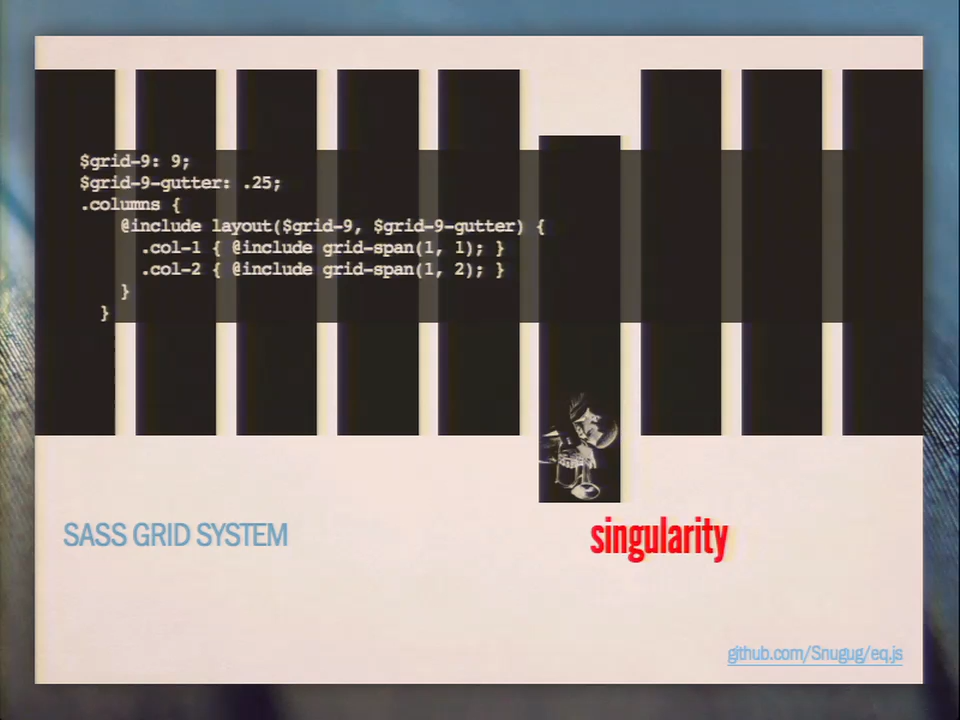 $grid-9: 9;
$grid-9-gutter: .25;
.columns {
@include layout($grid-9, $grid-9-gutter) {
.col-1 { @include grid-span(1, 1); }
.col-2 { @include grid-span(1, 2); }
}
}
SASS GRID SYSTEM
singularity
github.com/Snugug/eq.js